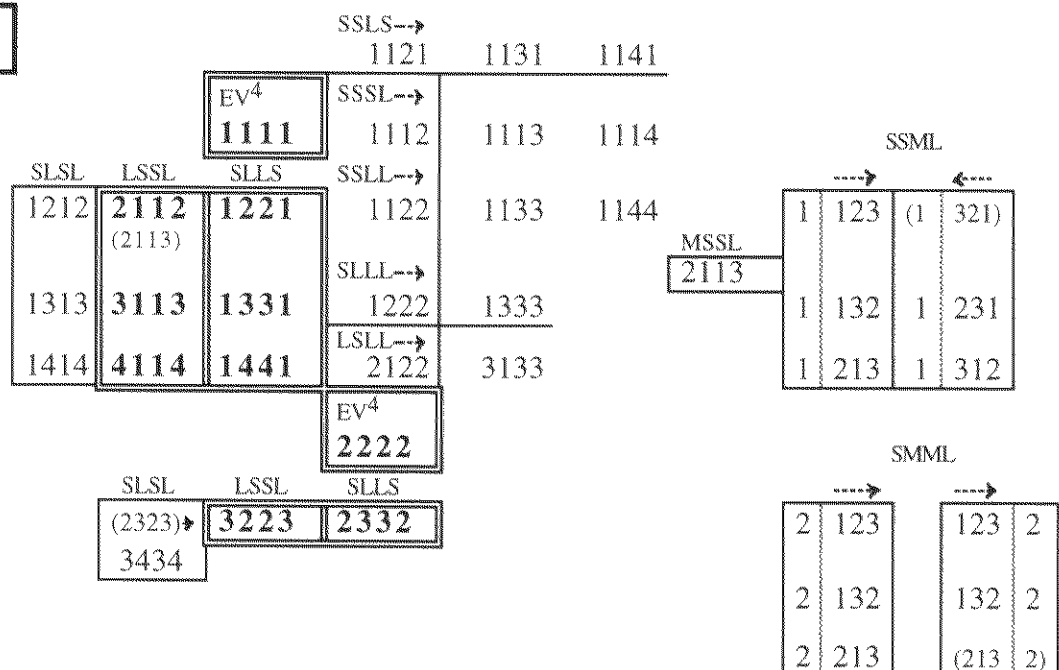 SSLS⇢
1121 1131 1141
EV4 SSSL⇢
1111 1112 1113 1114
SLSL LSSL SLLS SSLL⇢
1212 2112 1221 1122 1133 1144
(2113)
SLLL⇢
1313 3113 1331 1222 1333
LSLL⇢
1414 4114 1441 2122 3133
EV4
2222
SLSL LSSL SLLS
(2323)➔ 3223 2332
3434
SSML
⇢ ⇠
1 123 (1 321)
MSSL
2113
1 132 1 231
1 213 1 312
SMML
⇢ ⇢
2 123 123 2
2 132 132 2
2 213 (213 2)